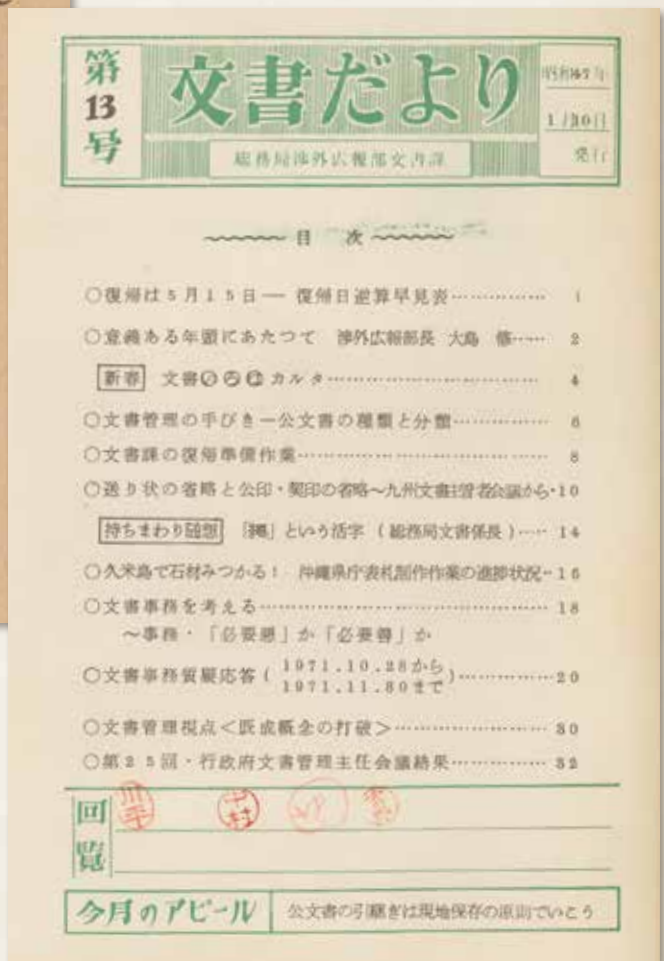 第13号
文書だより
昭和47年
1月10日
発行
総務局渉外広報部文書課
目次
○復帰は5月15日— 復帰日逆算早見表…………… 1
○意義ある年頭にあたつて 渉外広報部長 大島 修…… 2
新春 文書いろはカルタ…………………………… 4
○文書管理の手びき—公文書の種類と分類…………… 6
○文書課の復帰準備作業…………………………… 8
○送り状の省略と公印・契印の省略~九州文書主管者会議から・10
持ちまわり随想 「縄」という活字 (総務局文書係長)…… 14
○久米島で石材みつかる! 沖縄県庁表札制作作業の進捗状況…16
○文書事務を考える…………………………… 18
~事務・「必要悪」か「必要善」か
○文書事務質疑応答(1971.10.28から
1971.11.30まで)……………20
○文書管理視点<既成概念の打破>…………………… 30
○第25回・行政府文書管理主任会議結果…………… 32
回覧
川平
中村
今月のアピール
公文書の引継ぎは現地保存の原則でいこう